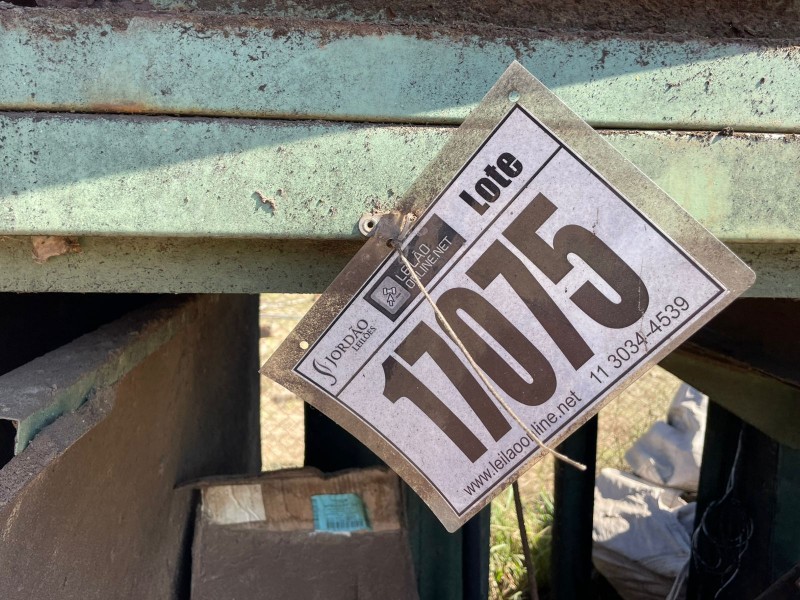 Lote
LEILÃO
ONLINE.NET
17075
JORDÃO
LEILÕES
www.leilaoonline.net 11 3034-4539